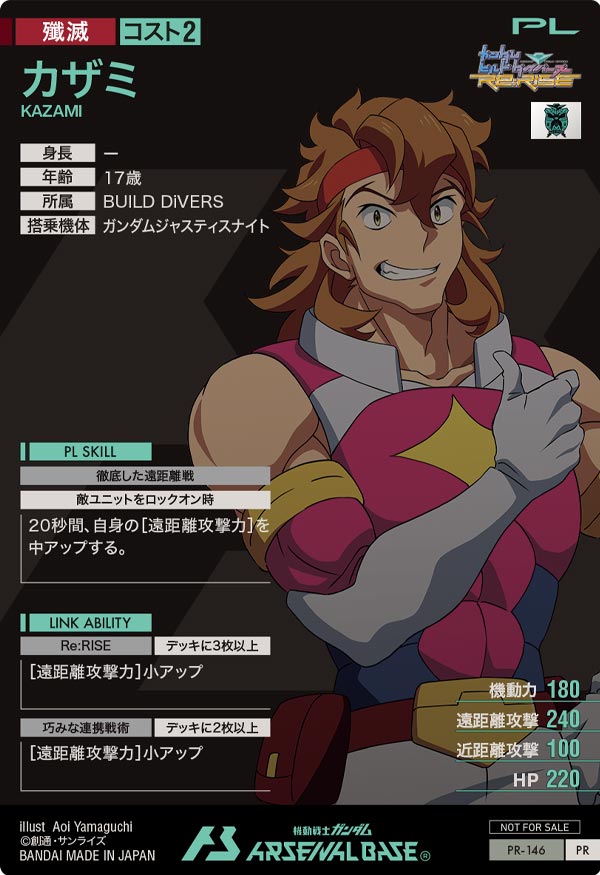 殲滅 コスト2
PL
カザミ
KAZAMI
Re:RISE
身長 ー
年齢 17歳
所属 BUILD DiVERS
搭乗機体 ガンダムジャスティスナイト
PL SKILL
徹底した遠距離戦
敵ユニットをロックオン時
20秒間、自身の[遠距離攻撃力]を
中アップする。
LINK ABILITY
Re:RISE デッキに3枚以上
[遠距離攻撃力]小アップ
巧みな連携戦術 デッキに2枚以上
[遠距離攻撃力]小アップ
機動力 180
遠距離攻撃 240
近距離攻撃 100
HP 220
illust Aoi Yamaguchi
©創通・サンライズ
BANDAI MADE IN JAPAN
機動戦士ガンダム
ARSENAL BASE®
NOT FOR SALE
PR-146 PR